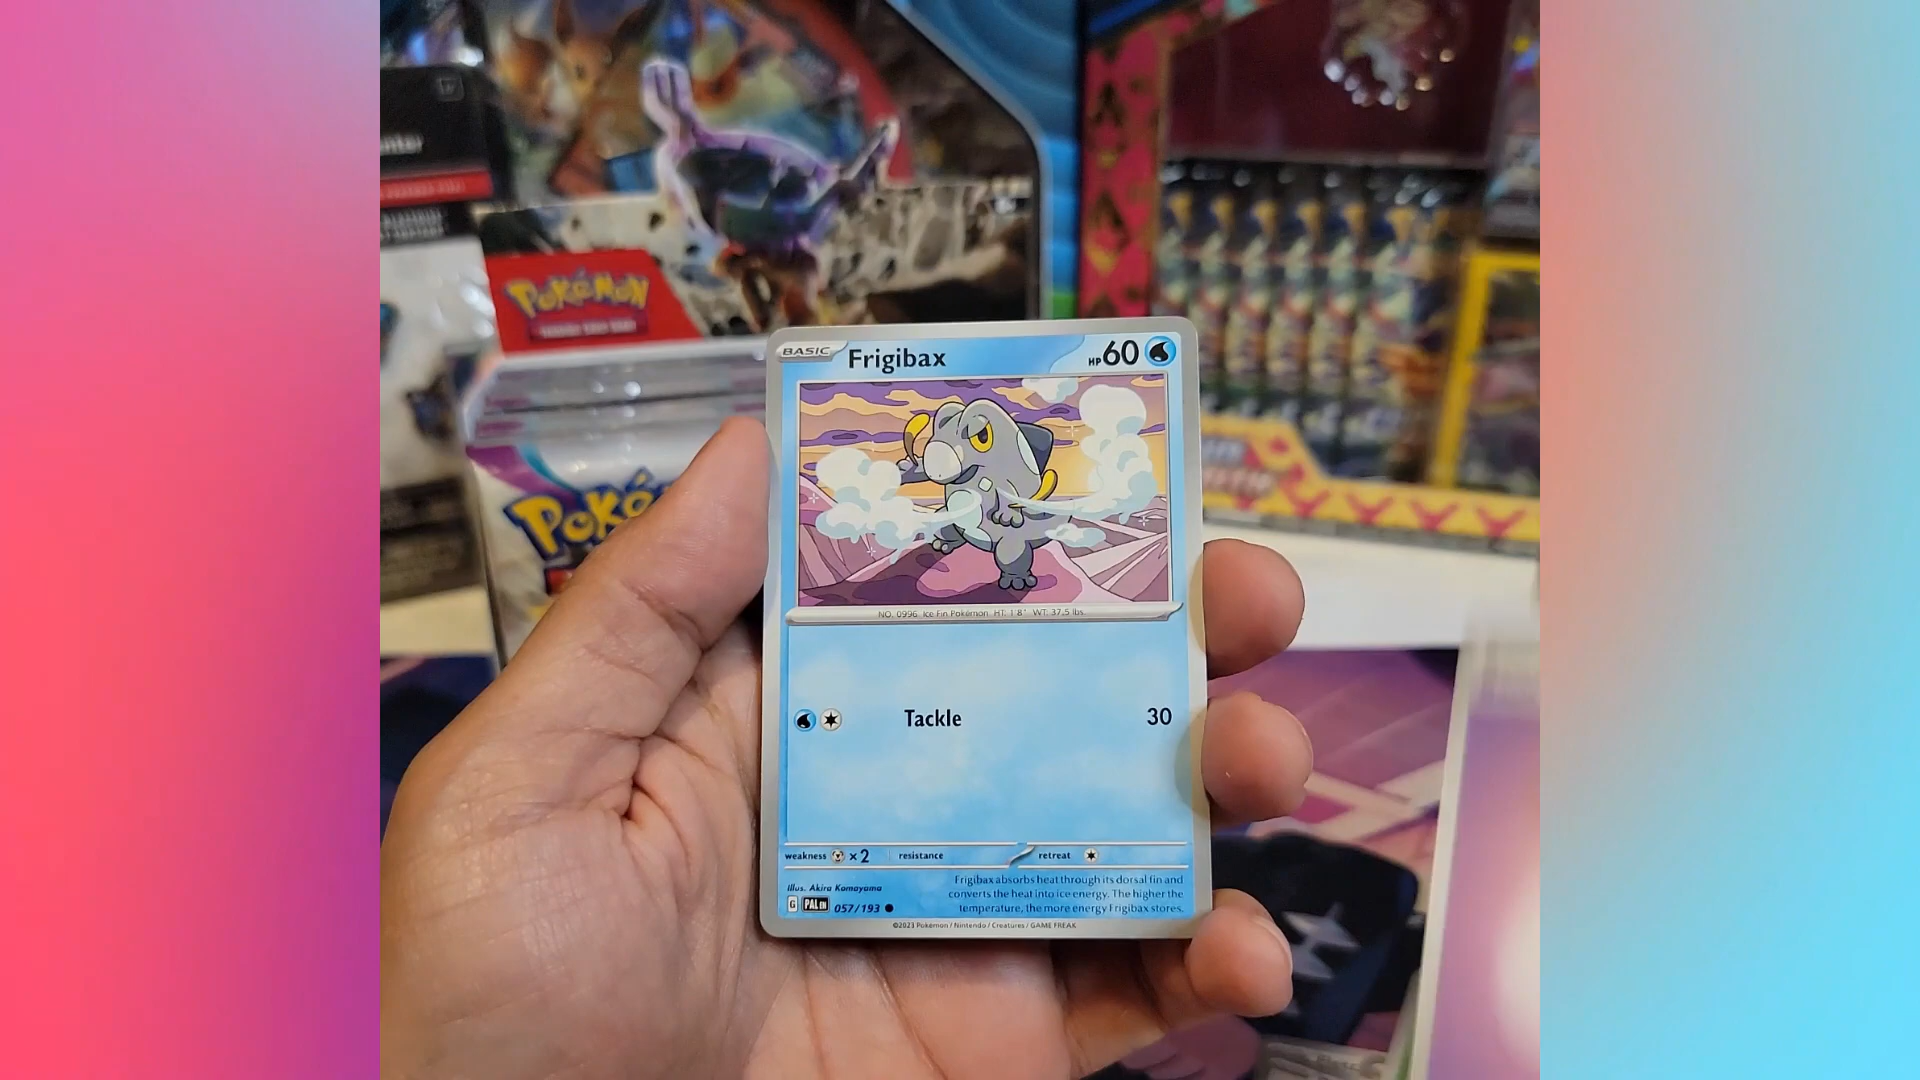 POKÉMON
POKÉ
BASIC
Frigibax
HP 60
NO. 0996 Ice Fin Pokémon HT: 1'8" WT: 37.5 lbs.
Tackle 30
weakness ×2 resistance retreat
Illus. Akira Komayama
Frigibax absorbs heat through its dorsal fin and
converts the heat into ice energy. The higher the
temperature, the more energy Frigibax stores.
G PAL EN 057/193
©2023 Pokémon / Nintendo / Creatures / GAME FREAK